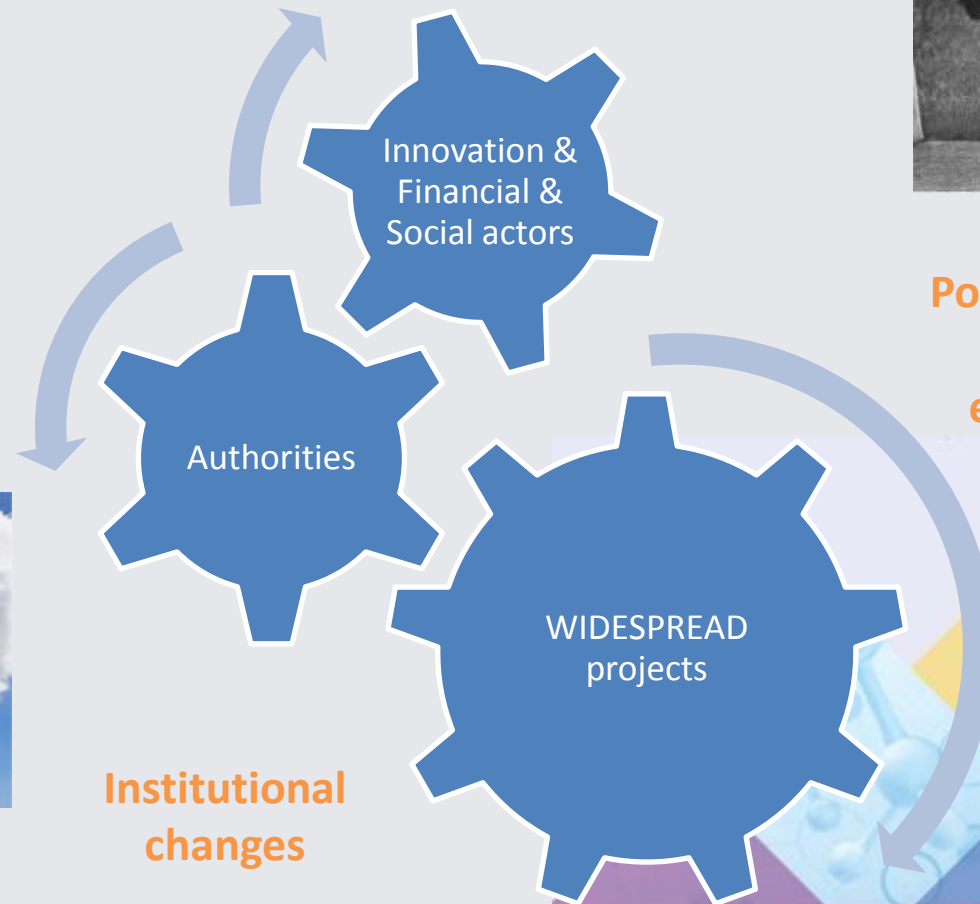 Innovation &
Financial &
Social actors
Authorities
WIDESPREAD
projects
Institutional
changes